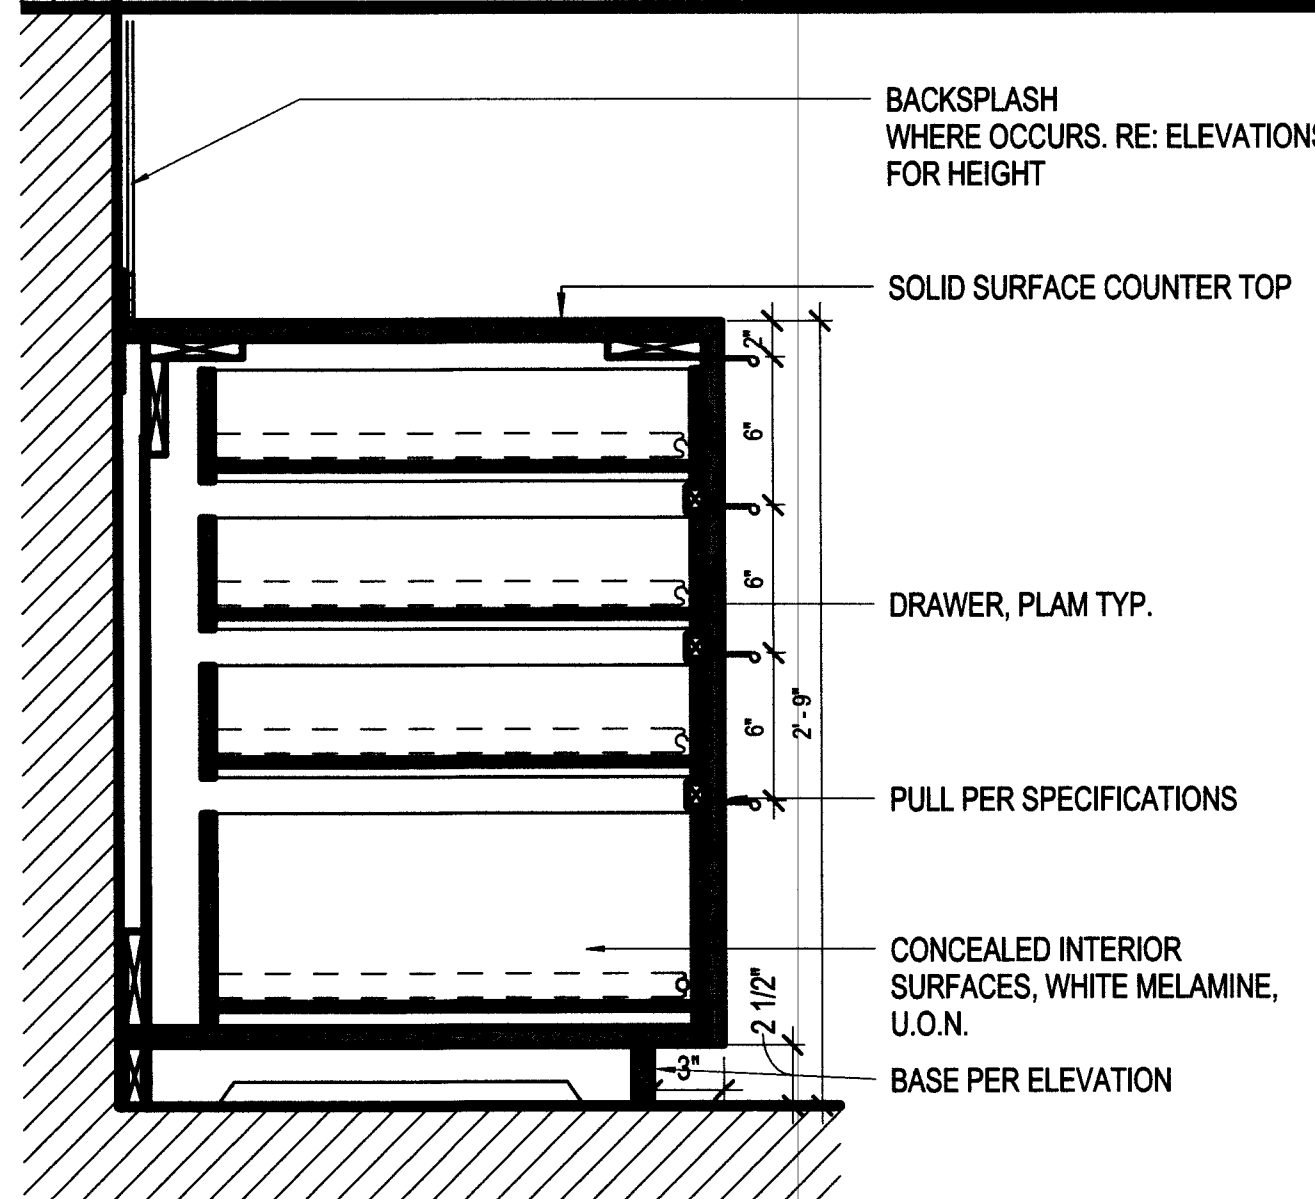 BACKSPLASH
WHERE OCCURS. RE: ELEVATIONS
FOR HEIGHT
SOLID SURFACE COUNTER TOP
2"
6"
6"
DRAWER, PLAM TYP.
6"
2' - 9"
PULL PER SPECIFICATIONS
CONCEALED INTERIOR
SURFACES, WHITE MELAMINE,
U.O.N.
2 1/2"
3"
BASE PER ELEVATION